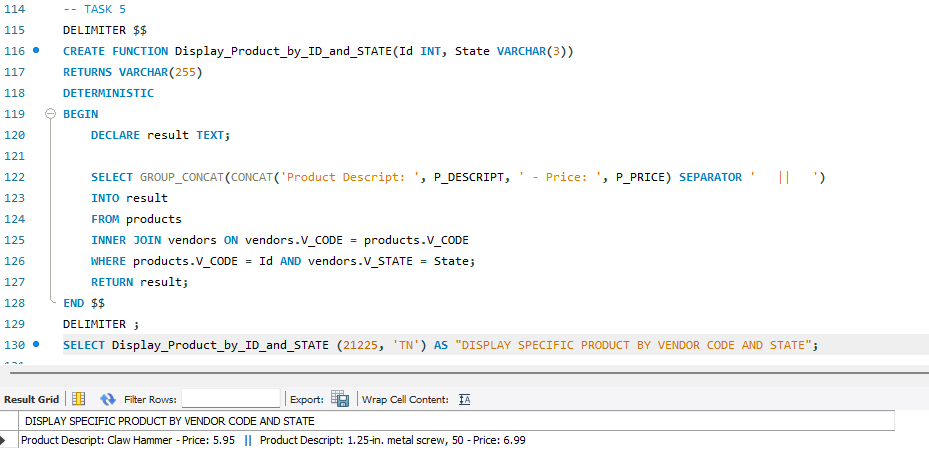 114 -- TASK 5
115 DELIMITER $$
116 CREATE FUNCTION Display_Product_by_ID_and_STATE(Id INT, State VARCHAR(3))
117 RETURNS VARCHAR(255)
118 DETERMINISTIC
119 BEGIN
120 DECLARE result TEXT;
121
122 SELECT GROUP_CONCAT(CONCAT('Product Descript: ', P_DESCRIPT, ' - Price: ', P_PRICE) SEPARATOR '   ||   ')
123 INTO result
124 FROM products
125 INNER JOIN vendors ON vendors.V_CODE = products.V_CODE
126 WHERE products.V_CODE = Id AND vendors.V_STATE = State;
127 RETURN result;
128 END $$
129 DELIMITER ;
130 SELECT Display_Product_by_ID_and_STATE (21225, 'TN') AS "DISPLAY SPECIFIC PRODUCT BY VENDOR CODE AND STATE";
Result Grid Filter Rows: Export: Wrap Cell Content:
DISPLAY SPECIFIC PRODUCT BY VENDOR CODE AND STATE
Product Descript: Claw Hammer - Price: 5.95   ||   Product Descript: 1.25-in. metal screw, 50 - Price: 6.99